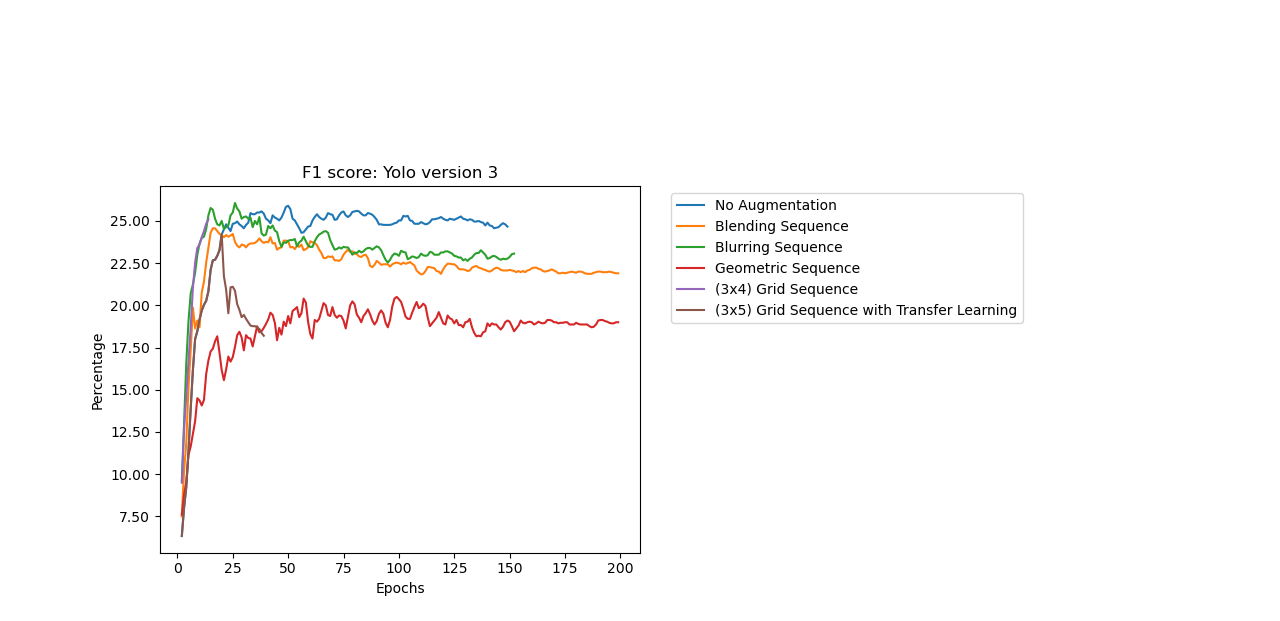 F1 score: Yolo version 3
Percentage
25.00
22.50
20.00
17.50
15.00
12.50
10.00
7.50
0 25 50 75 100 125 150 175 200
Epochs
No Augmentation
Blending Sequence
Blurring Sequence
Geometric Sequence
(3x4) Grid Sequence
(3x5) Grid Sequence with Transfer Learning